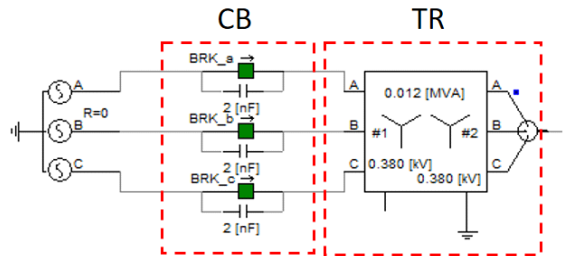 CB TR
BRK_a
A
A
0.012 [MVA]
A
R=0
2 [nF]
BRK_b
B
B
#1
#2
B
2 [nF]
C
BRK_c
C
0.380 [kV]
C
0.380 [kV]
2 [nF]